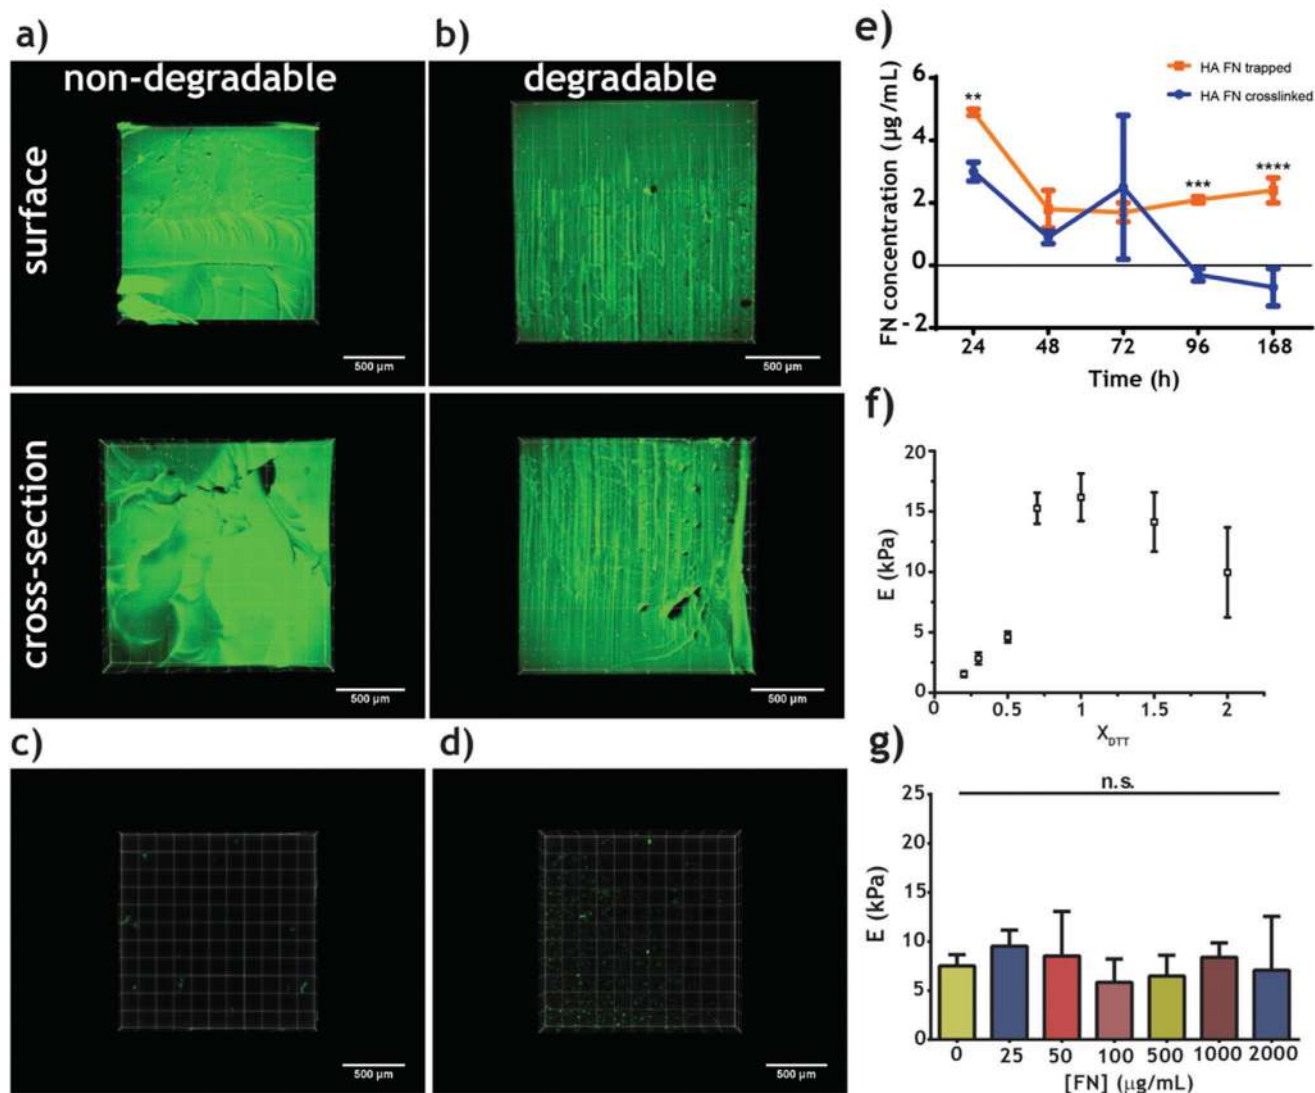 a)
b)
non-degradable
degradable
surface
500 µm
500 µm
cross-section
500 µm
500 µm
c)
d)
500 µm
500 µm
e)
HA FN trapped
HA FN crosslinked
FN concentration (µg/mL)
6
4
2
0
-2
**
***
****
24 48 72 96 168
Time (h)
f)
E (kPa)
20
15
10
5
0
0 0.5 1 1.5 2
X_DTT
g)
n.s.
E (kPa)
25
20
15
10
5
0
0 25 50 100 500 1000 2000
[FN] (µg/mL)